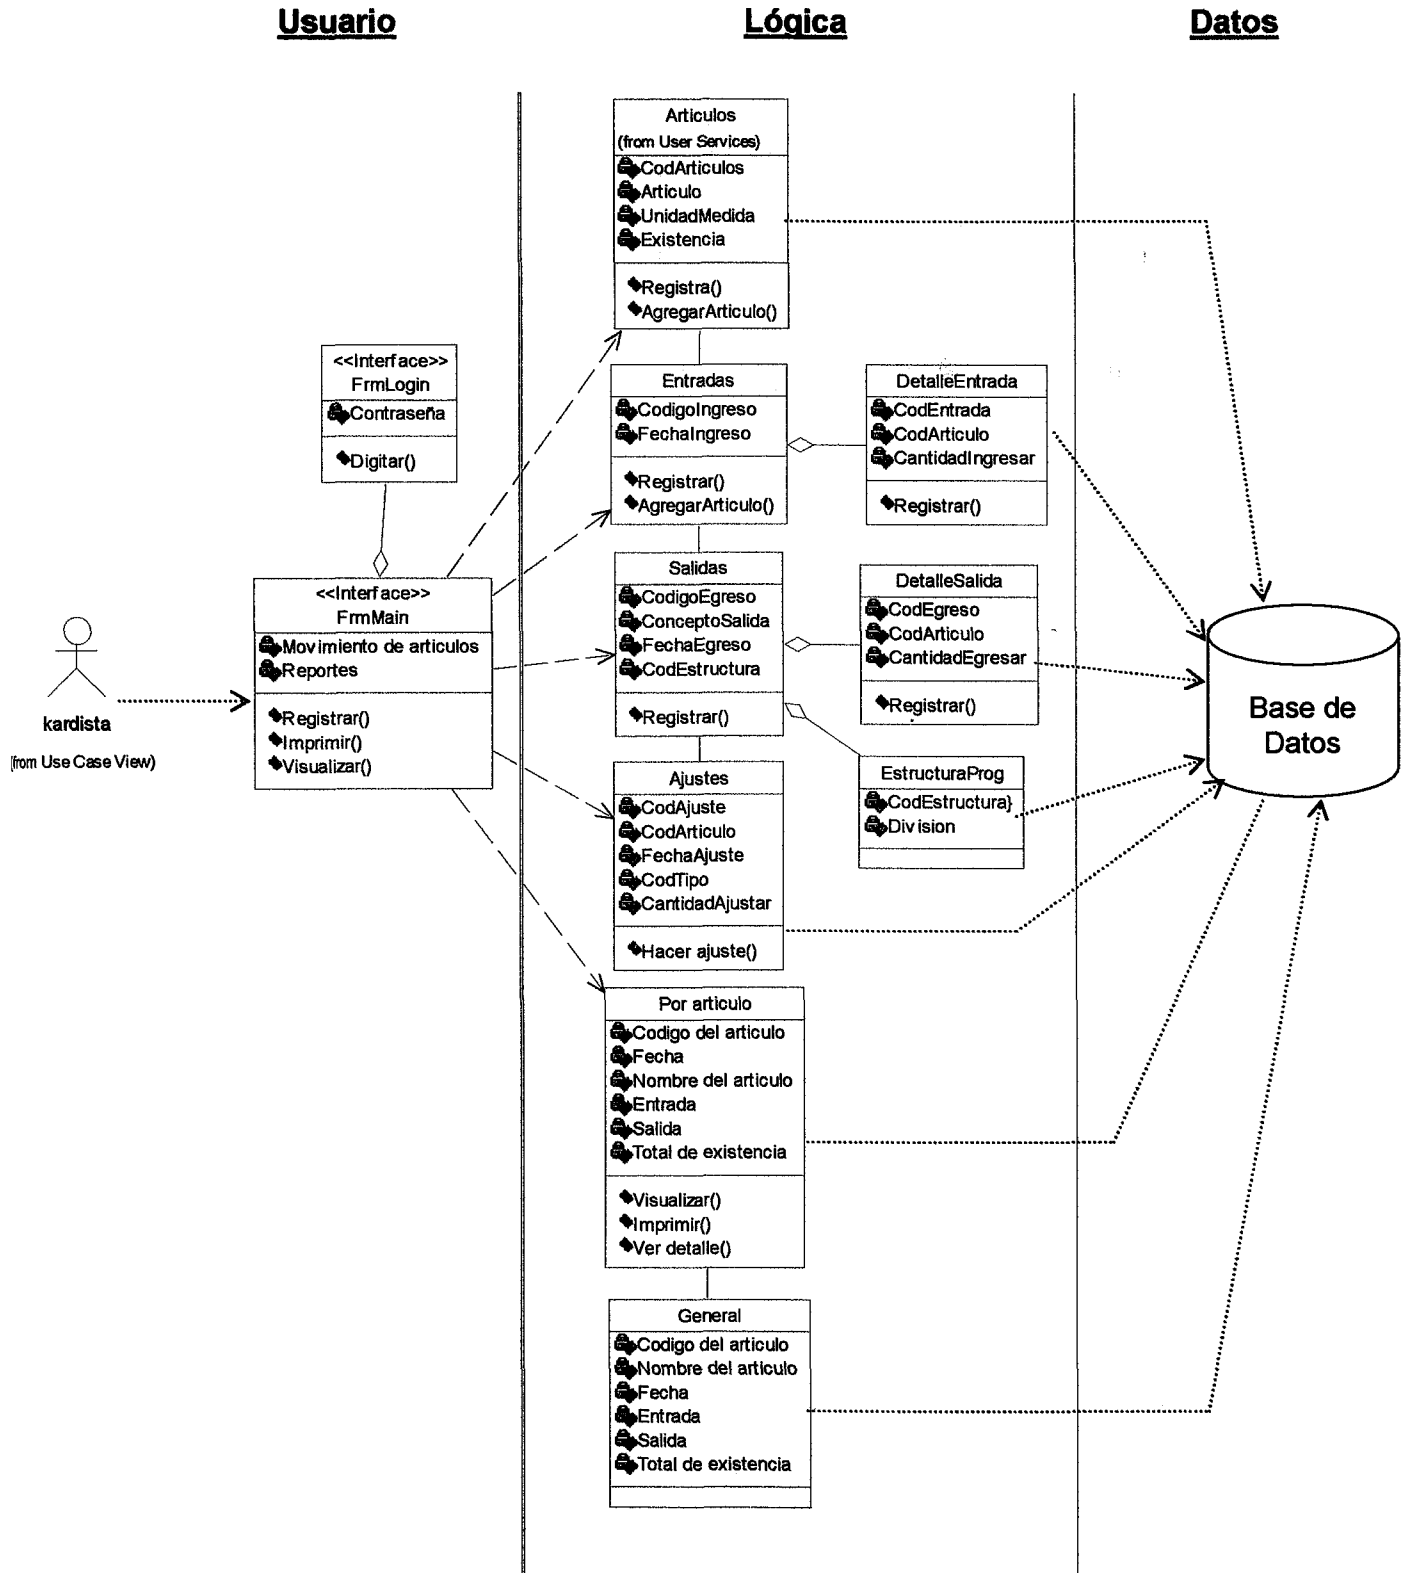 Usuario
Lógica
Datos
Articulos
(from User Services)
CodArticulos
Articulo
UnidadMedida
Existencia
Registra()
AgregarArticulo()
<<Interface>>
FrmLogin
Contraseña
Digitar()
Entradas
CodigoIngreso
FechaIngreso
Registrar()
AgregarArticulo()
DetalleEntrada
CodEntrada
CodArticulo
CantidadIngresar
Registrar()
<<Interface>>
FrmMain
Movimiento de articulos
Reportes
Registrar()
Imprimir()
Visualizar()
kardista
(from Use Case View)
Salidas
CodigoEgreso
ConceptoSalida
FechaEgreso
CodEstructura
Registrar()
DetalleSalida
CodEgreso
CodArticulo
CantidadEgresar
Registrar()
Base de
Datos
EstructuraProg
CodEstructura}
Division
Ajustes
CodAjuste
CodArticulo
FechaAjuste
CodTipo
CantidadAjustar
Hacer ajuste()
Por articulo
Codigo del articulo
Fecha
Nombre del articulo
Entrada
Salida
Total de existencia
Visualizar()
Imprimir()
Ver detalle()
General
Codigo del articulo
Nombre del articulo
Fecha
Entrada
Salida
Total de existencia